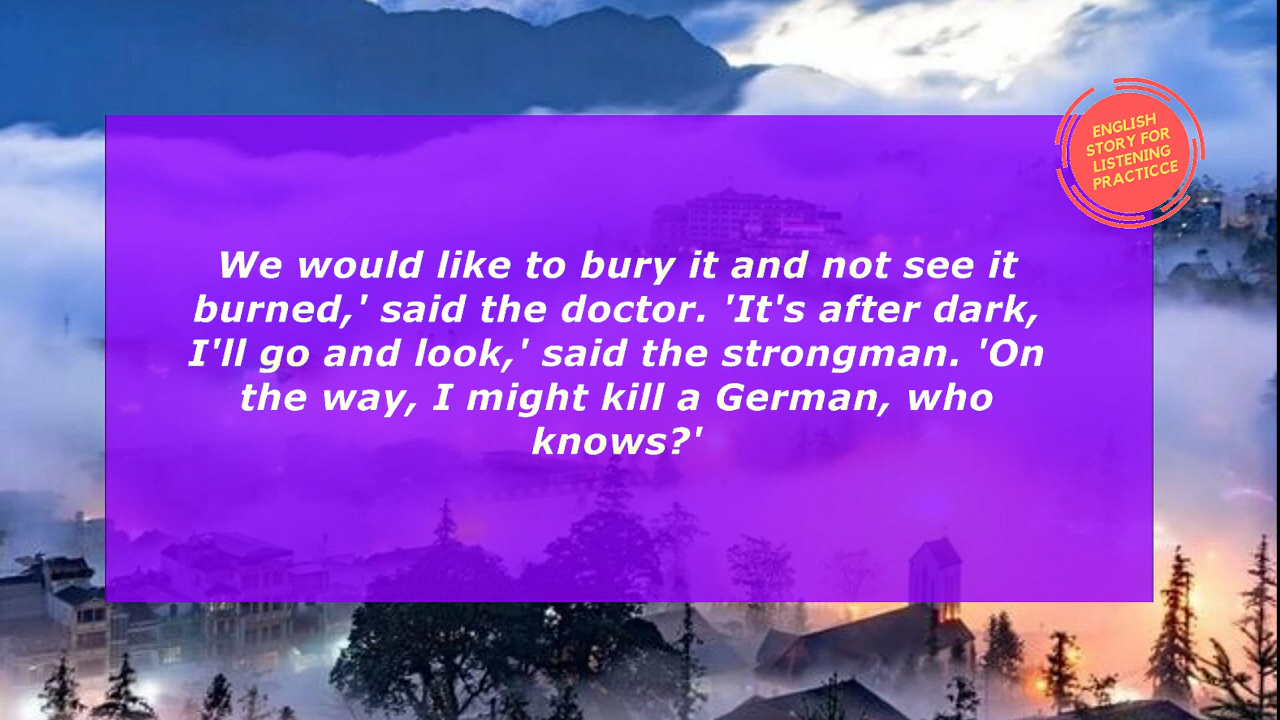 ENGLISH
STORY FOR
LISTENING
PRACTICCE
We would like to bury it and not see it
burned,' said the doctor. 'It's after dark,
I'll go and look,' said the strongman. 'On
the way, I might kill a German, who
knows?'